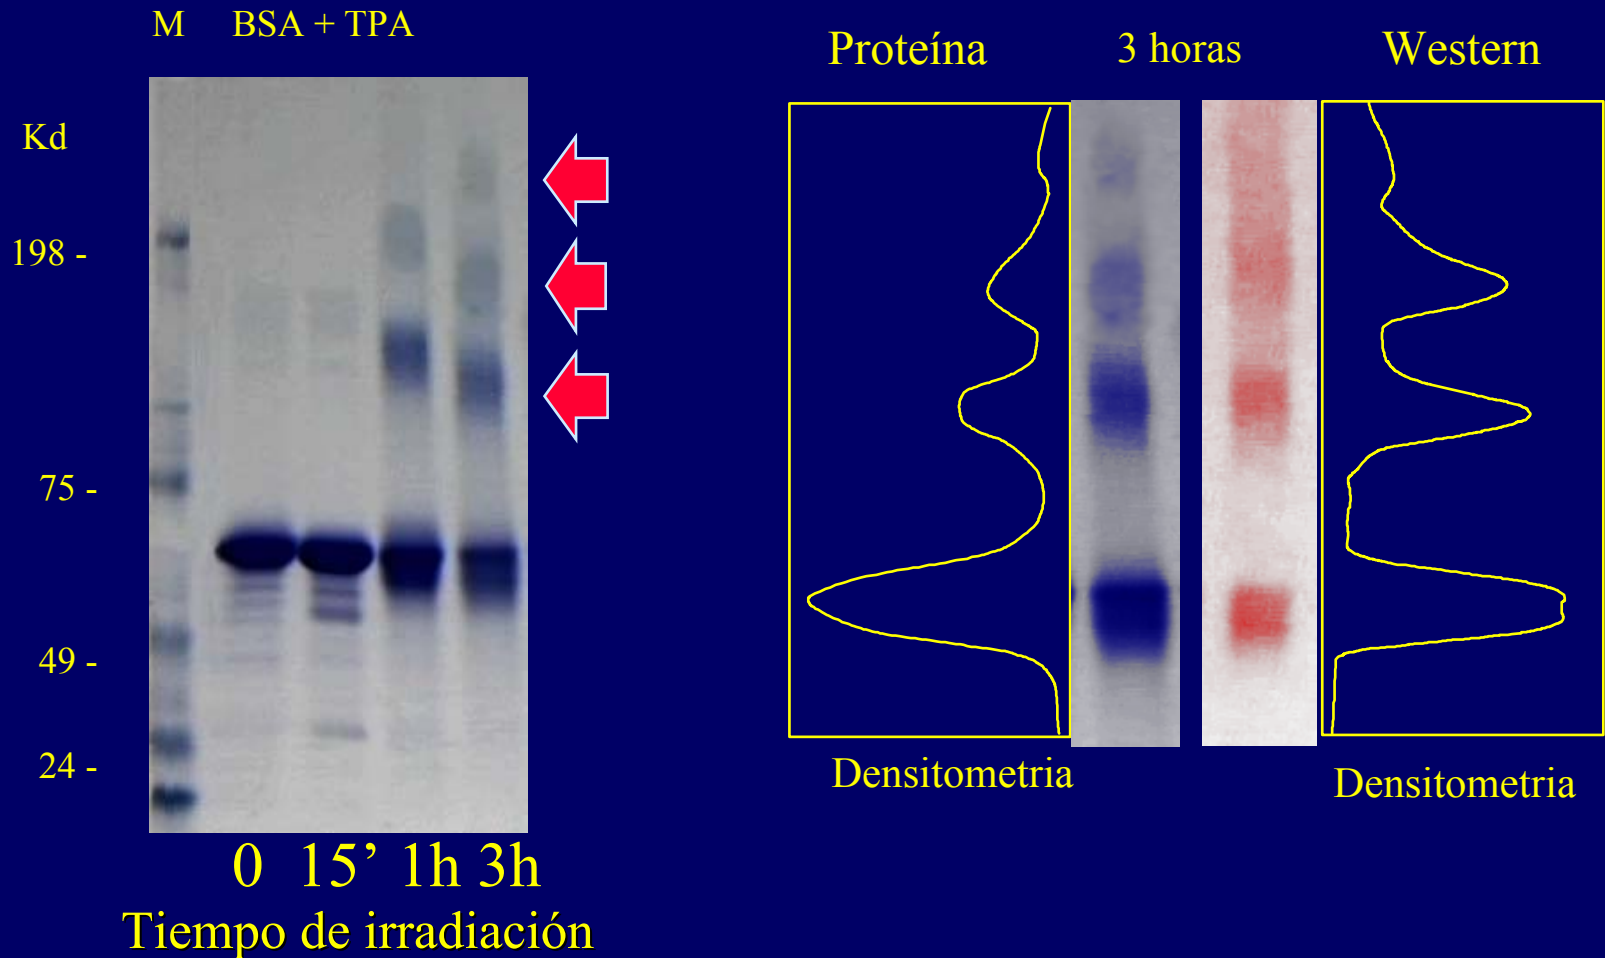 M BSA + TPA
Kd
198 -
75 -
49 -
24 -
0 15’ 1h 3h
Tiempo de irradiación
Proteína 3 horas Western
Densitometria Densitometria